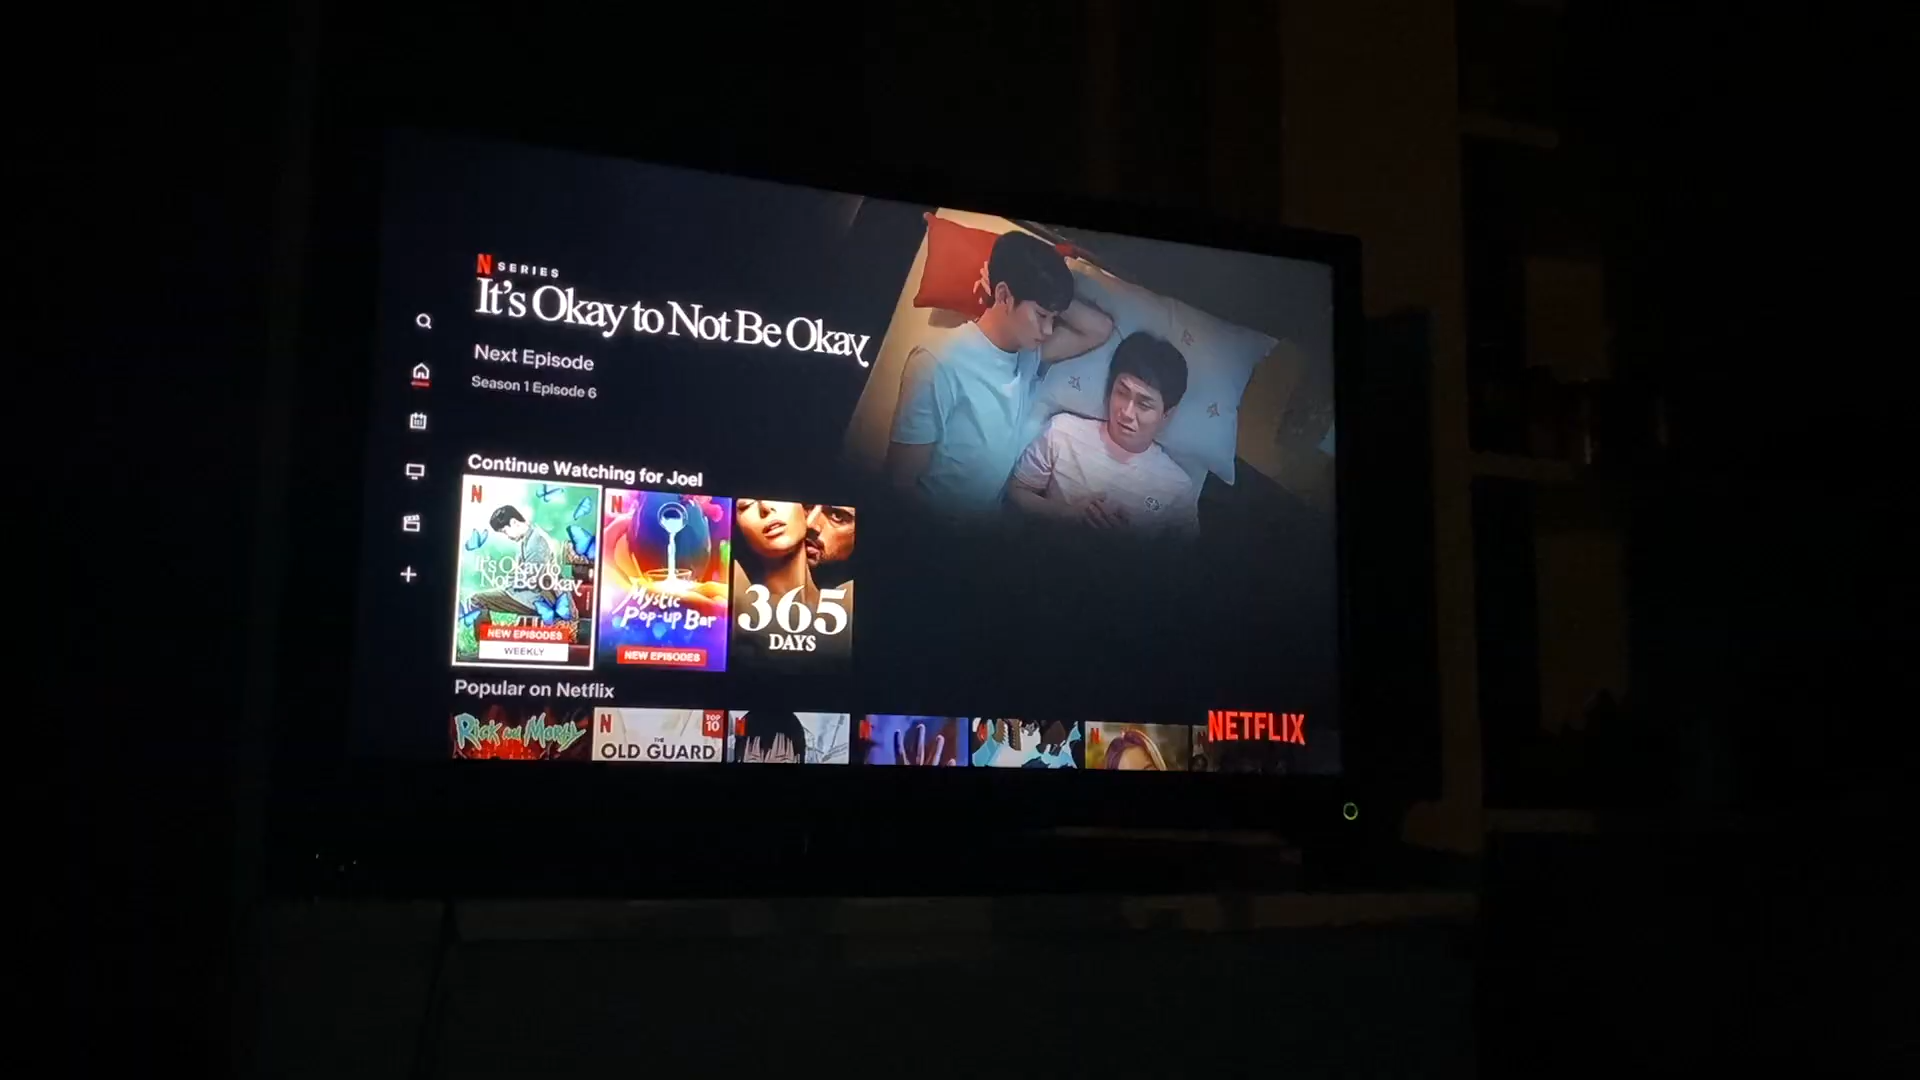 N SERIES
It's Okay to Not Be Okay
Next Episode
Season 1 Episode 6
Continue Watching for Joel
N
It's Okay to
Not Be Okay
NEW EPISODES
WEEKLY
N
Mystic
Pop-up Bar
NEW EPISODES
365
DAYS
Popular on Netflix
Rick and Morty
N
TOP
10
THE
OLD GUARD
N
N
N
N
N
NETFLIX